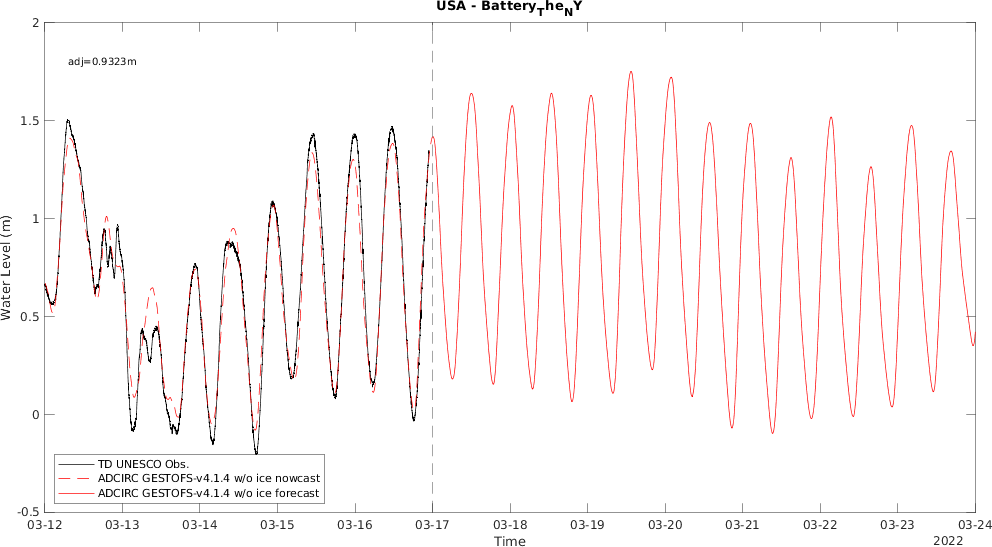 USA - Battery_The_NY
adj=0.9323m
2
1.5
1
0.5
0
-0.5
Water Level (m)
TD UNESCO Obs.
ADCIRC GESTOFS-v4.1.4 w/o ice nowcast
ADCIRC GESTOFS-v4.1.4 w/o ice forecast
03-12 03-13 03-14 03-15 03-16 03-17 03-18 03-19 03-20 03-21 03-22 03-23 03-24
Time
2022